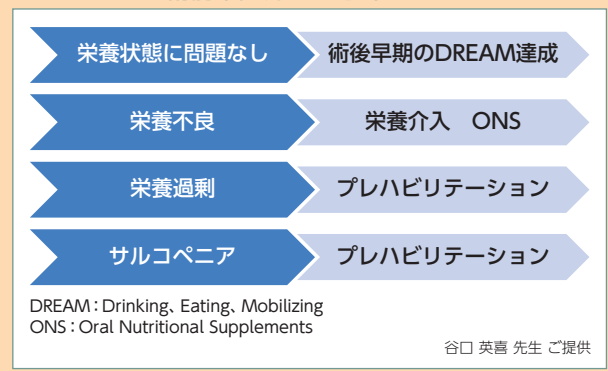 栄養状態に問題なし 術後早期のDREAM達成
栄養不良 栄養介入 ONS
栄養過剰 プレハビリテーション
サルコペニア プレハビリテーション
DREAM：Drinking、Eating、Mobilizing
ONS：Oral Nutritional Supplements
谷口 英喜 先生 ご提供